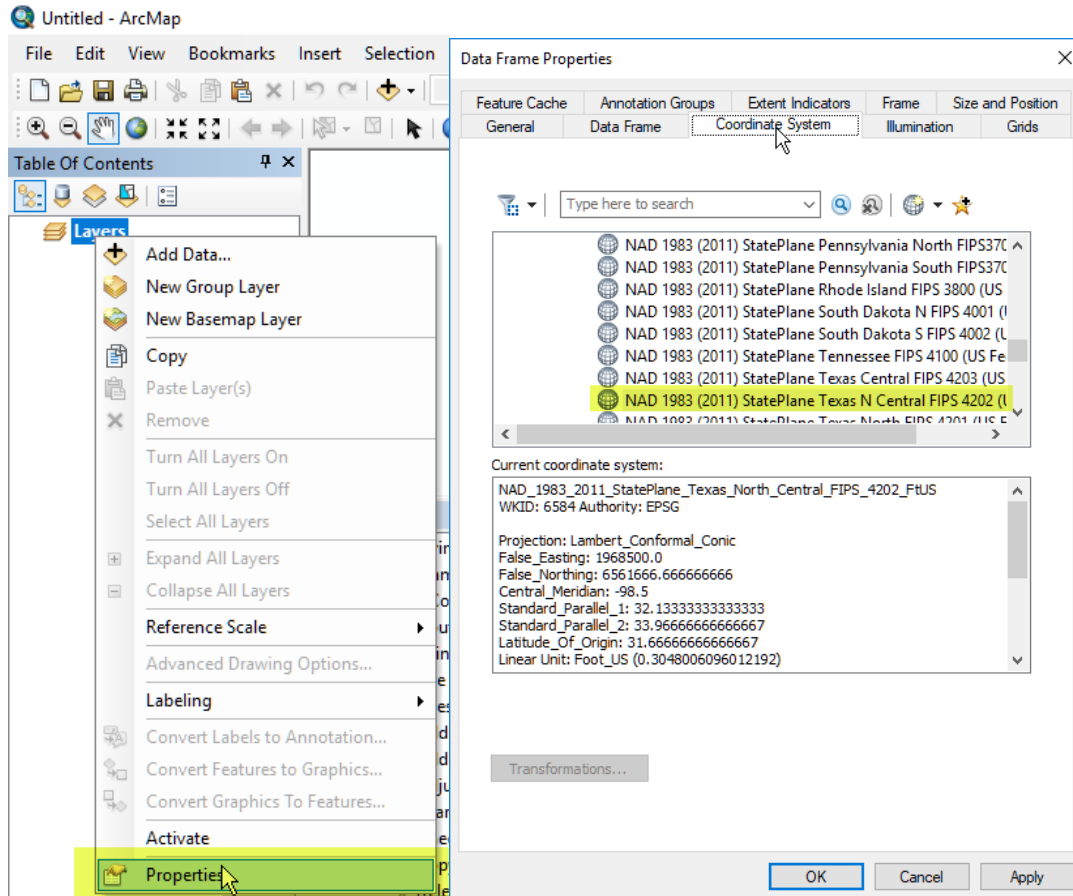 Untitled - ArcMap
File Edit View Bookmarks Insert Selection
Table Of Contents
Layers
Add Data...
New Group Layer
New Basemap Layer
Copy
Paste Layer(s)
Remove
Turn All Layers On
Turn All Layers Off
Select All Layers
Expand All Layers
Collapse All Layers
Reference Scale
Advanced Drawing Options...
Labeling
Convert Labels to Annotation...
Convert Features to Graphics...
Convert Graphics To Features...
Activate
Properties
Data Frame Properties
Feature Cache Annotation Groups Extent Indicators Frame Size and Position
General Data Frame Coordinate System Illumination Grids
Type here to search
NAD 1983 (2011) StatePlane Pennsylvania North FIPS370
NAD 1983 (2011) StatePlane Pennsylvania South FIPS370
NAD 1983 (2011) StatePlane Rhode Island FIPS 3800 (US
NAD 1983 (2011) StatePlane South Dakota N FIPS 4001 (U
NAD 1983 (2011) StatePlane South Dakota S FIPS 4002 (U
NAD 1983 (2011) StatePlane Tennessee FIPS 4100 (US Fe
NAD 1983 (2011) StatePlane Texas Central FIPS 4203 (US
NAD 1983 (2011) StatePlane Texas N Central FIPS 4202 (U
NAD 1983 (2011) StatePlane Texas North FIPS 4201 (US F
Current coordinate system:
NAD_1983_2011_StatePlane_Texas_North_Central_FIPS_4202_FtUS
WKID: 6584 Authority: EPSG
Projection: Lambert_Conformal_Conic
False_Easting: 1968500.0
False_Northing: 6561666.666666666
Central_Meridian: -98.5
Standard_Parallel_1: 32.13333333333333
Standard_Parallel_2: 33.96666666666667
Latitude_Of_Origin: 31.66666666666667
Linear Unit: Foot_US (0.3048006096012192)
Transformations...
OK Cancel Apply